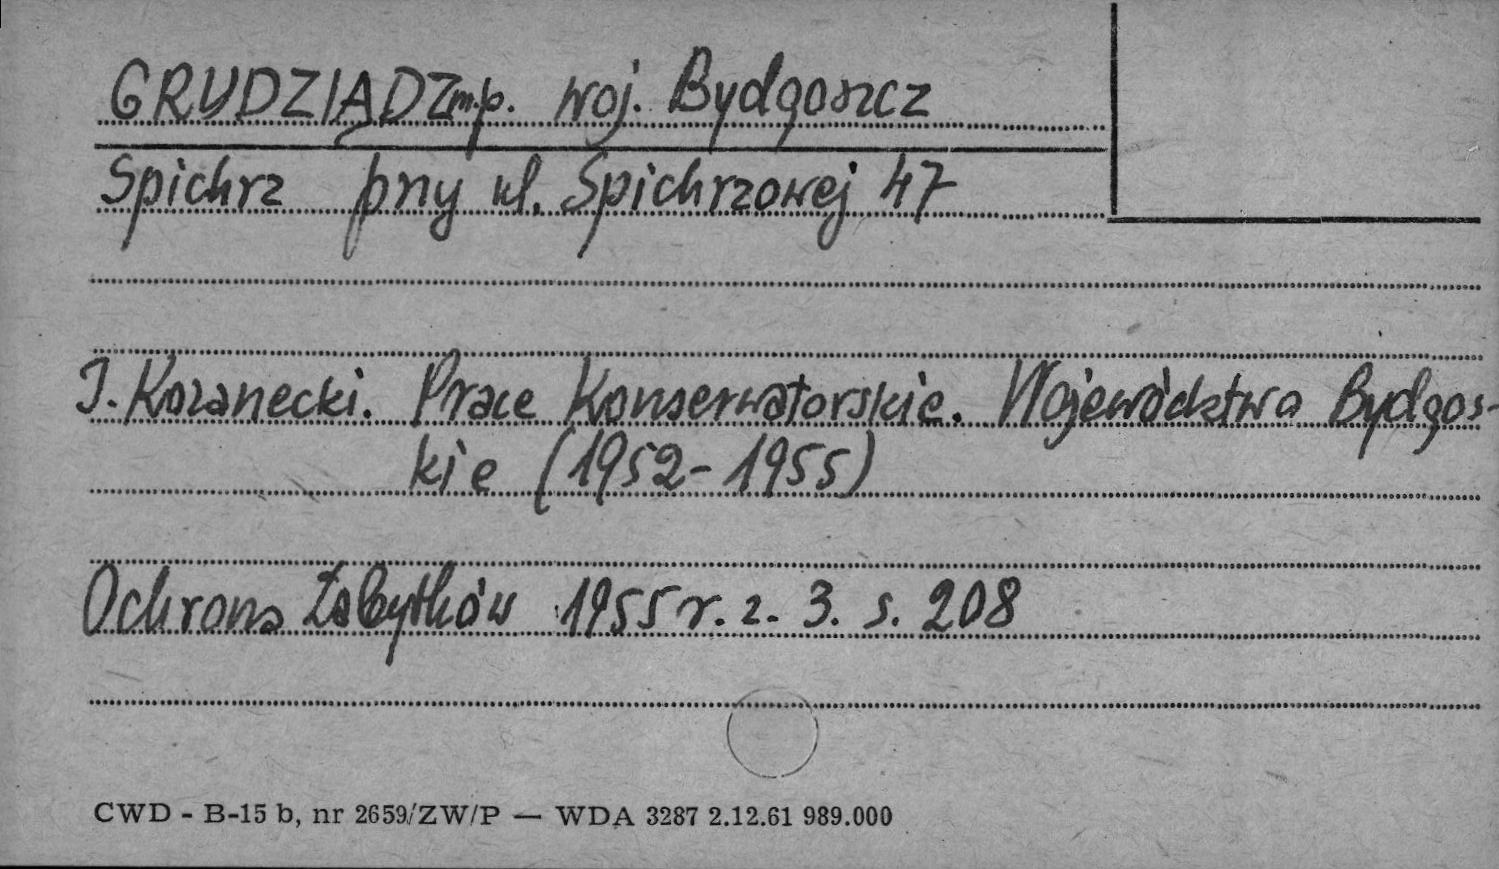 GRUDZIĄDZ m.p. woj. Bydgoszcz
Spichrz przy ul. Spichrzowej 47
J. Kozanecki. Prace Konserwatorskie. Województwo Bydgos-
kie (1952-1955)
Ochrona Zabytków 1955 r. z. 3. s. 208
CWD - B-15 b, nr 2659/ZW/P — WDA 3287 2.12.61 989.000